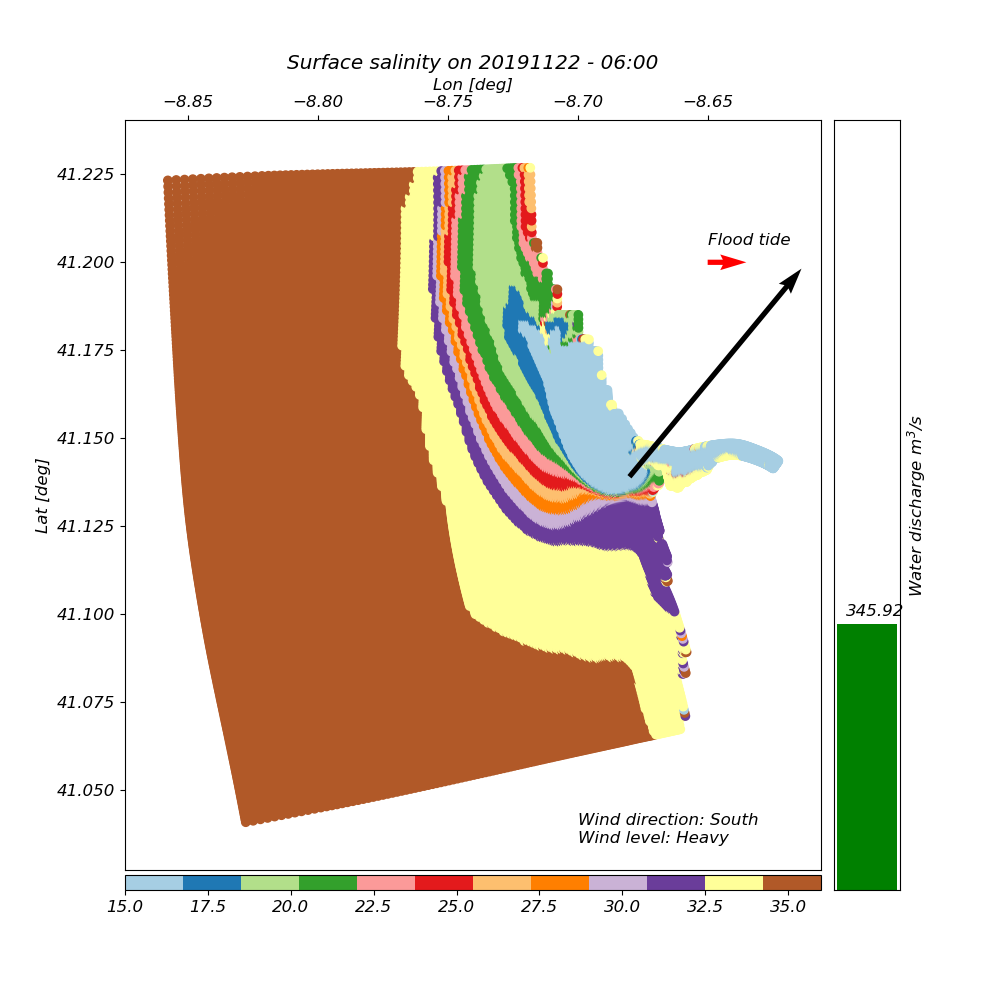 Surface salinity on 20191122 - 06:00
Lon [deg]
−8.85 −8.80 −8.75 −8.70 −8.65
41.225
41.200
41.175
41.150
41.125
41.100
41.075
41.050
Lat [deg]
Flood tide
Wind direction: South
Wind level: Heavy
345.92
Water discharge m³/s
15.0 17.5 20.0 22.5 25.0 27.5 30.0 32.5 35.0